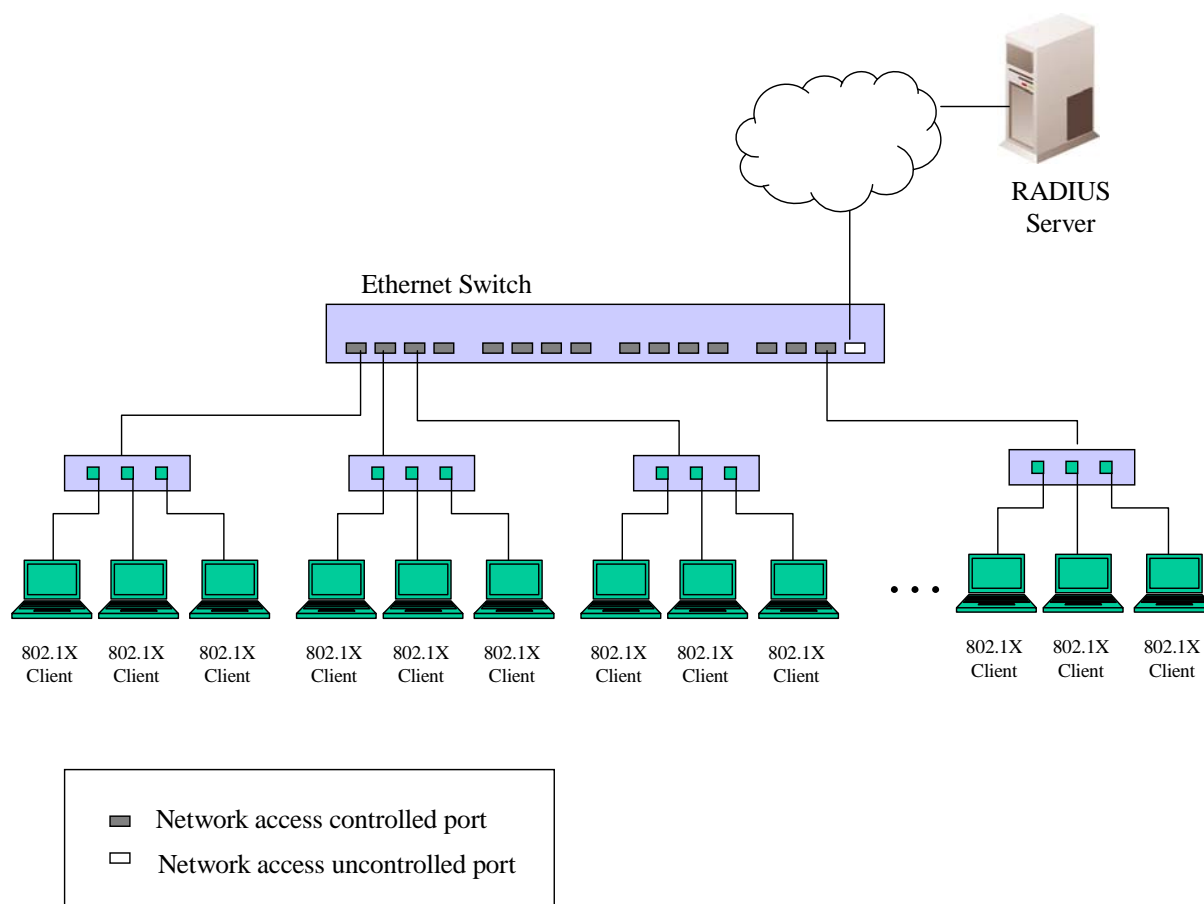 RADIUS
Server
Ethernet Switch
802.1X
Client
802.1X
Client
802.1X
Client
802.1X
Client
802.1X
Client
802.1X
Client
802.1X
Client
802.1X
Client
802.1X
Client
802.1X
Client
802.1X
Client
802.1X
Client
Network access controlled port
Network access uncontrolled port